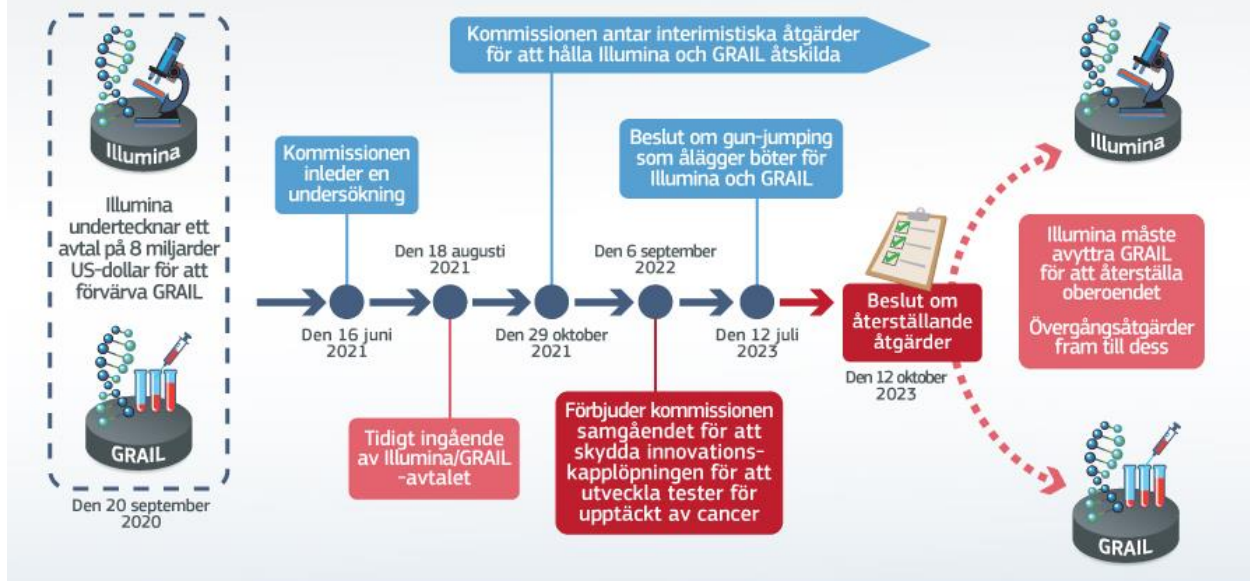 Illumina
Illumina
undertecknar ett
avtal på 8 miljarder
US-dollar för att
förvärva GRAIL
GRAIL
Den 20 september
2020
Kommissionen
inleder en
undersökning
Den 16 juni
2021
Den 18 augusti
2021
Tidigt ingående
av Illumina/GRAIL
-avtalet
Kommissionen antar interimistiska åtgärder
för att hålla Illumina och GRAIL åtskilda
Den 29 oktober
2021
Den 6 september
2022
Förbjuder kommissionen
samgåendet för att
skydda innovations-
kapplöpningen för att
utveckla tester för
upptäckt av cancer
Beslut om gun-jumping
som ålägger böter för
Illumina och GRAIL
Den 12 juli
2023
Beslut om
återställande
åtgärder
Den 12 oktober
2023
Illumina
Illumina måste
avyttra GRAIL
för att återställa
oberoendet
Övergångsåtgärder
fram till dess
GRAIL